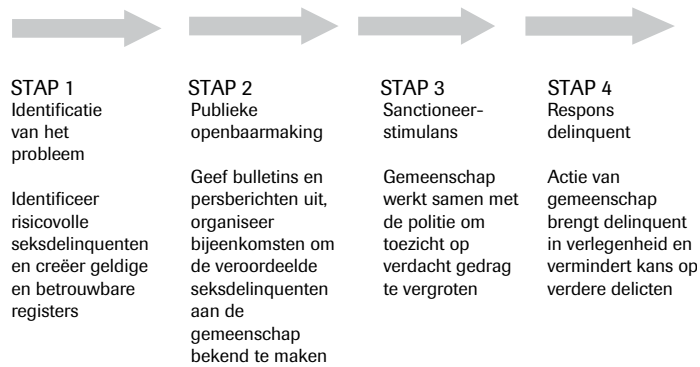 STAP 1
Identificatie
van het
probleem
Identificeer
risicovolle
seksdelinquenten
en creëer geldige
en betrouwbare
registers
STAP 2
Publieke
openbaarmaking
Geef bulletins en
persberichten uit,
organiseer
bijeenkomsten om
de veroordeelde
seksdelinquenten
aan de
gemeenschap
bekend te maken
STAP 3
Sanctioneer-
stimulans
Gemeenschap
werkt samen met
de politie om
toezicht op
verdacht gedrag
te vergroten
STAP 4
Respons
delinquent
Actie van
gemeenschap
brengt delinquent
in verlegenheid en
vermindert kans op
verdere delicten